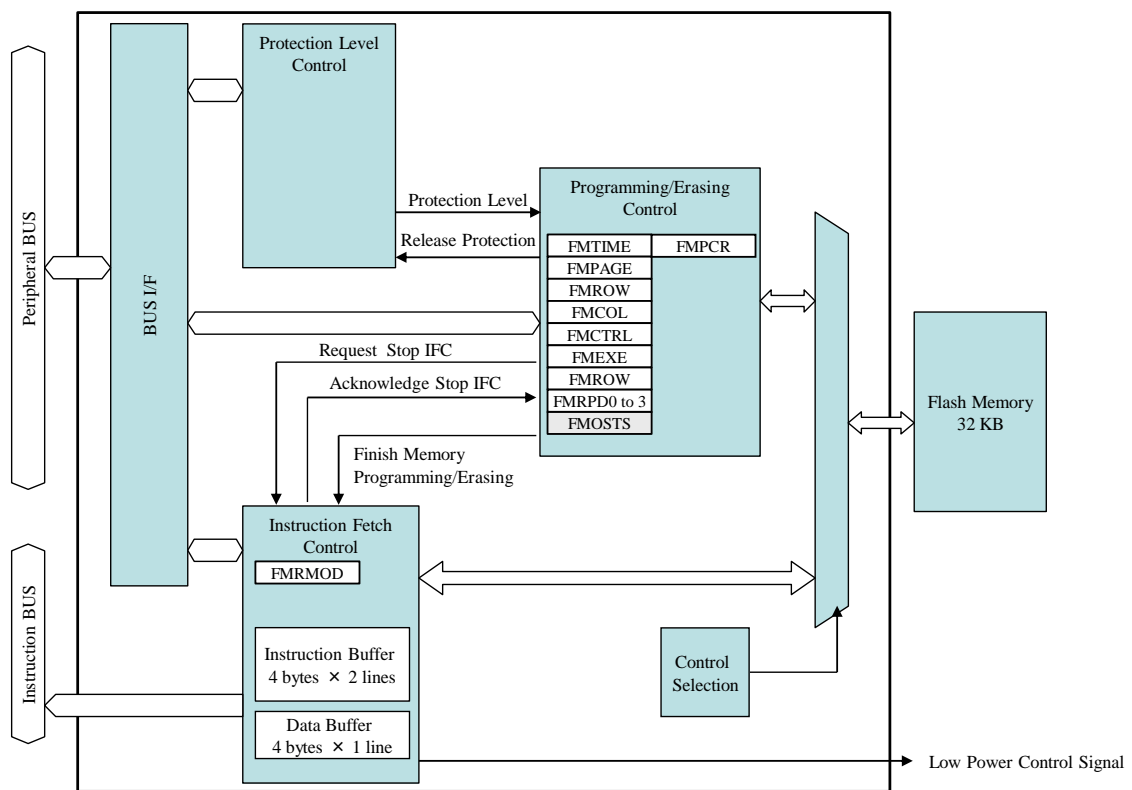 Protection Level
Control
Peripheral BUS
BUS I/F
Programming/Erasing
Control
Protection Level
Release Protection
FMTIME
FMPCR
FMPAGE
FMROW
FMCOL
FMCTRL
FMEXE
FMROW
FMRPD0 to 3
FMOSTS
Request Stop IFC
Acknowledge Stop IFC
Finish Memory
Programming/Erasing
Flash Memory
32 KB
Instruction BUS
Instruction Fetch
Control
FMRMOD
Instruction Buffer
4 bytes × 2 lines
Data Buffer
4 bytes × 1 line
Control
Selection
Low Power Control Signal